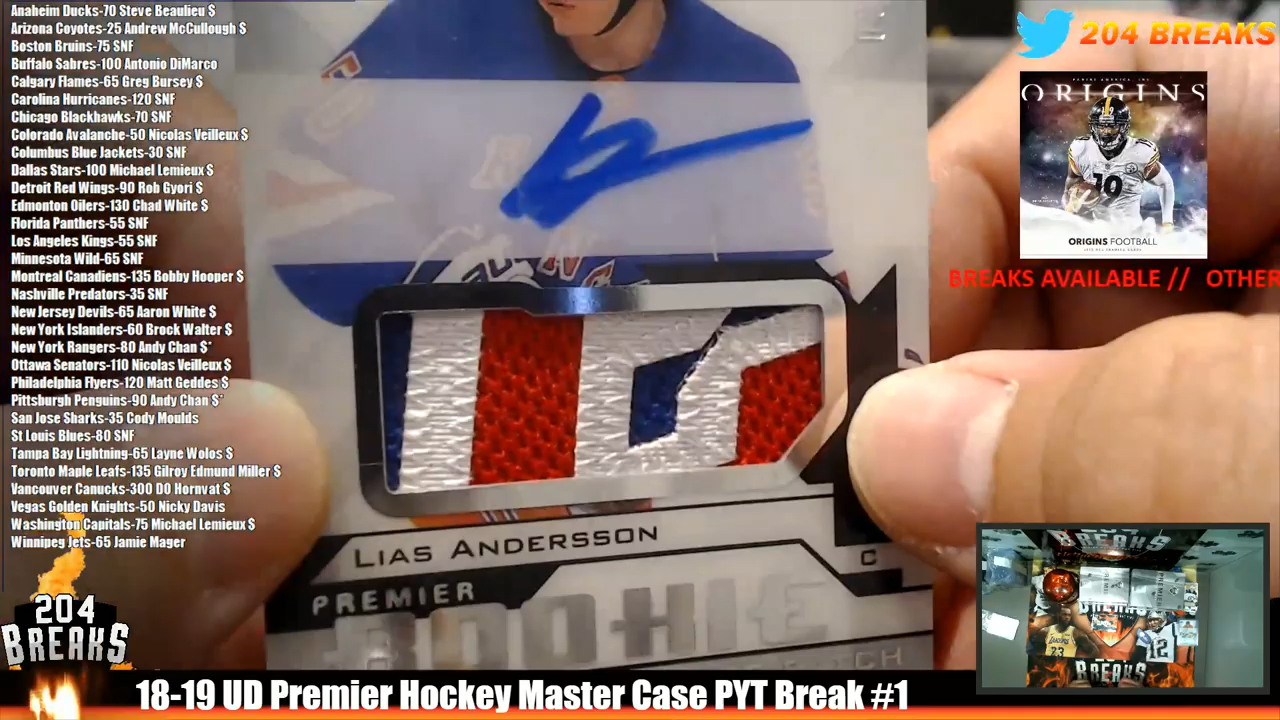 Anaheim Ducks-70 Steve Beaulieu $
Arizona Coyotes-25 Andrew McCullough $
Boston Bruins-75 SNF
Buffalo Sabres-100 Antonio DiMarco
Calgary Flames-65 Greg Bursey $
Carolina Hurricanes-120 SNF
Chicago Blackhawks-70 SNF
Colorado Avalanche-50 Nicolas Veilleux $
Columbus Blue Jackets-30 SNF
Dallas Stars-100 Michael Lemieux $
Detroit Red Wings-90 Rob Gyori $
Edmonton Oilers-130 Chad White $
Florida Panthers-55 SNF
Los Angeles Kings-55 SNF
Minnesota Wild-65 SNF
Montreal Canadiens-135 Bobby Hooper $
Nashville Predators-35 SNF
New Jersey Devils-65 Aaron White $
New York Islanders-60 Brock Walter $
New York Rangers-80 Andy Chan $*
Ottawa Senators-110 Nicolas Veilleux $
Philadelphia Flyers-120 Matt Geddes $
Pittsburgh Penguins-90 Andy Chan $*
San Jose Sharks-35 Cody Moulds
St Louis Blues-80 SNF
Tampa Bay Lightning-65 Layne Wolos $
Toronto Maple Leafs-135 Gilroy Edmund Miller $
Vancouver Canucks-300 DO Horvat $
Vegas Golden Knights-50 Nicky Davis
Washington Capitals-75 Michael Lemieux $
Winnipeg Jets-65 Jamie Mager
204
BREAKS
204 BREAKS
ORIGINS
19
ORIGINS FOOTBALL
BREAKS AVAILABLE // OTHER
LIAS ANDERSSON
C
PREMIER
ROOKIE
BREAKS
23
12
BREAKS
18-19 UD Premier Hockey Master Case PYT Break #1